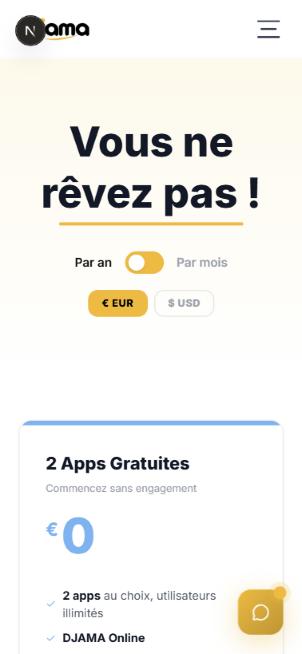 N
ama
Vous ne
rêvez pas !
Par an Par mois
€ EUR $ USD
2 Apps Gratuites
Commencez sans engagement
€0
2 apps au choix, utilisateurs
illimités
DJAMA Online